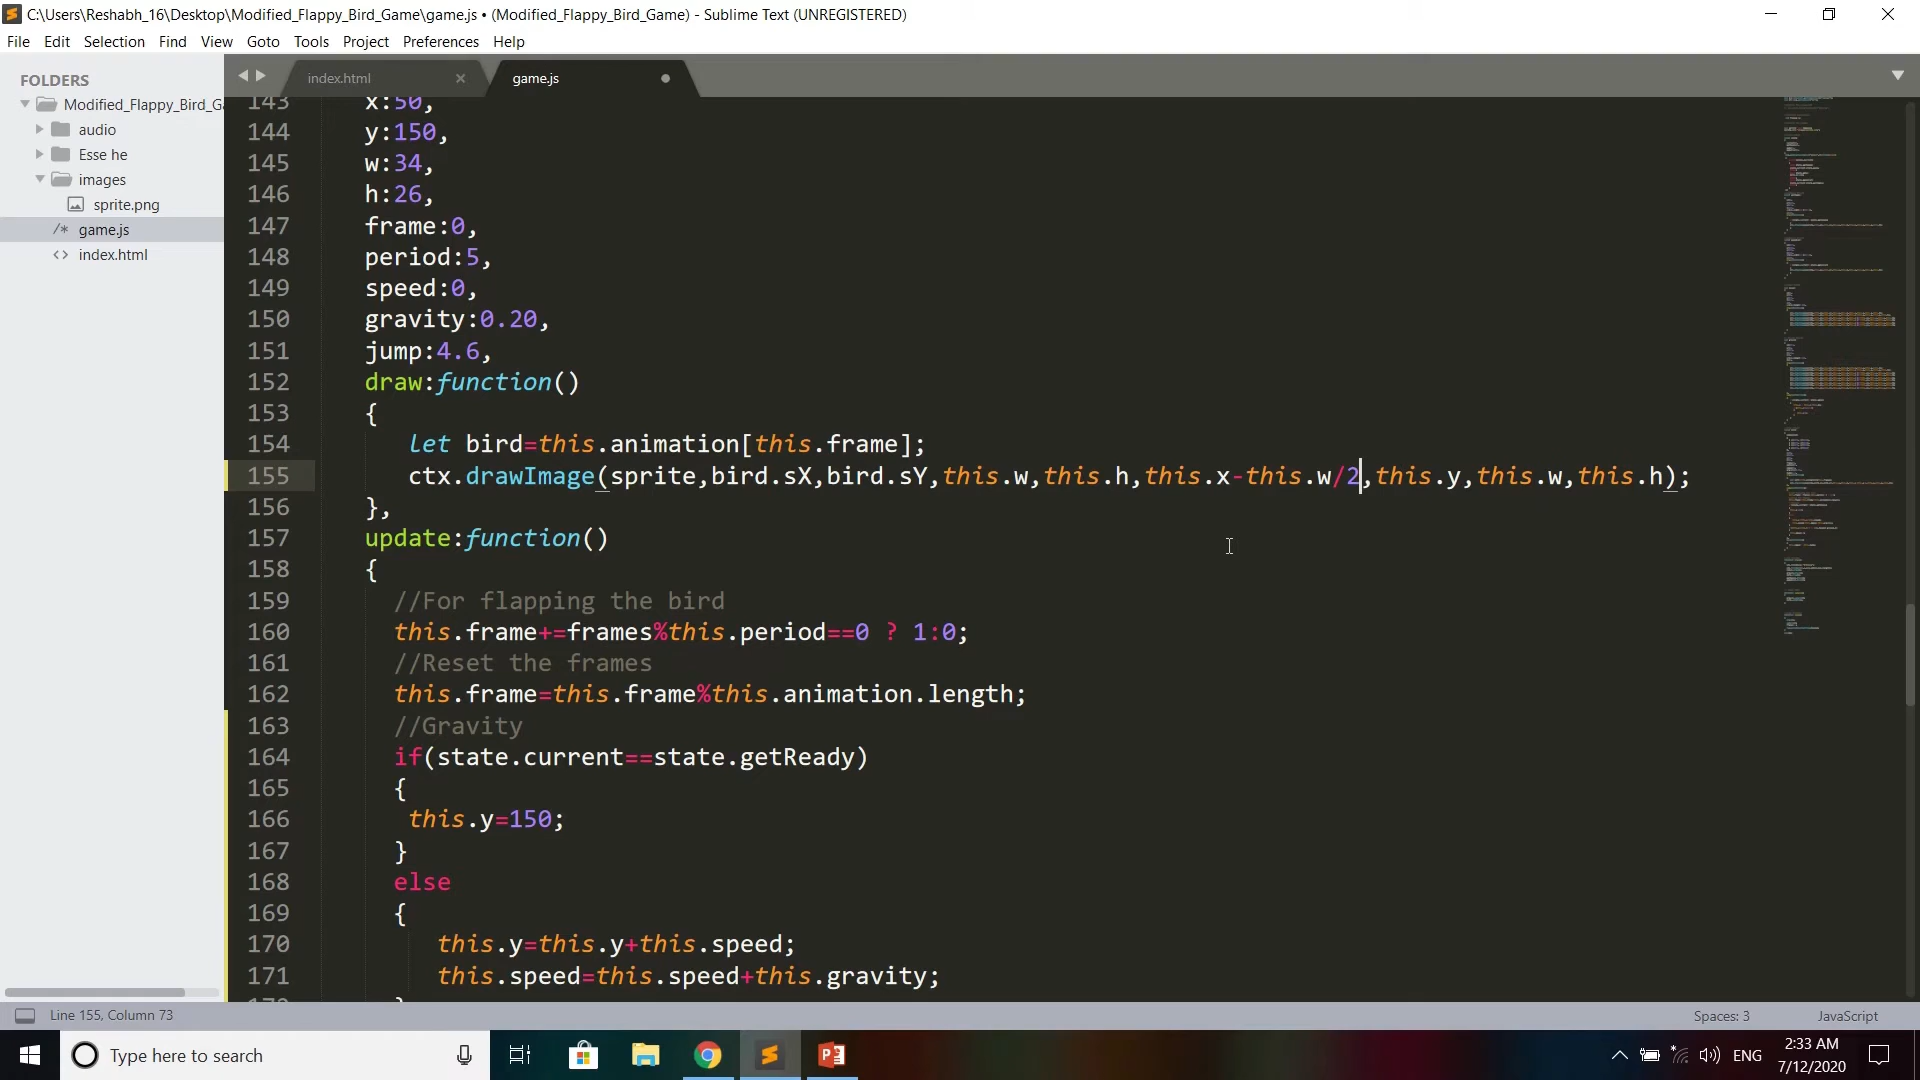 C:\Users\Reshabh_16\Desktop\Modified_Flappy_Bird_Game\game.js • (Modified_Flappy_Bird_Game) - Sublime Text (UNREGISTERED)
File Edit Selection Find View Goto Tools Project Preferences Help
FOLDERS
Modified_Flappy_Bird_G
audio
Esse he
images
sprite.png
game.js
index.html
index.html
game.js
143 x:50,
144 y:150,
145 w:34,
146 h:26,
147 frame:0,
148 period:5,
149 speed:0,
150 gravity:0.20,
151 jump:4.6,
152 draw:function()
153 {
154 let bird=this.animation[this.frame];
155 ctx.drawImage(sprite,bird.sX,bird.sY,this.w,this.h,this.x-this.w/2,this.y,this.w,this.h);
156 },
157 update:function()
158 {
159 //For flapping the bird
160 this.frame+=frames%this.period==0 ? 1:0;
161 //Reset the frames
162 this.frame=this.frame%this.animation.length;
163 //Gravity
164 if(state.current==state.getReady)
165 {
166 this.y=150;
167 }
168 else
169 {
170 this.y=this.y+this.speed;
171 this.speed=this.speed+this.gravity;
Line 155, Column 73
Spaces: 3
JavaScript
Type here to search
ENG
2:33 AM
7/12/2020